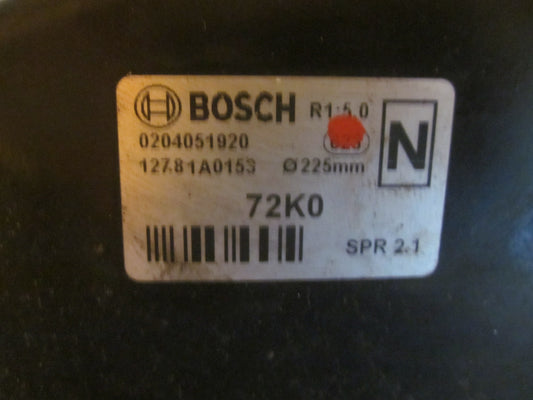 BOSCH R1:5.0
0204051920
127.81A0153 Ø225mm
N
72K0
SPR 2.1